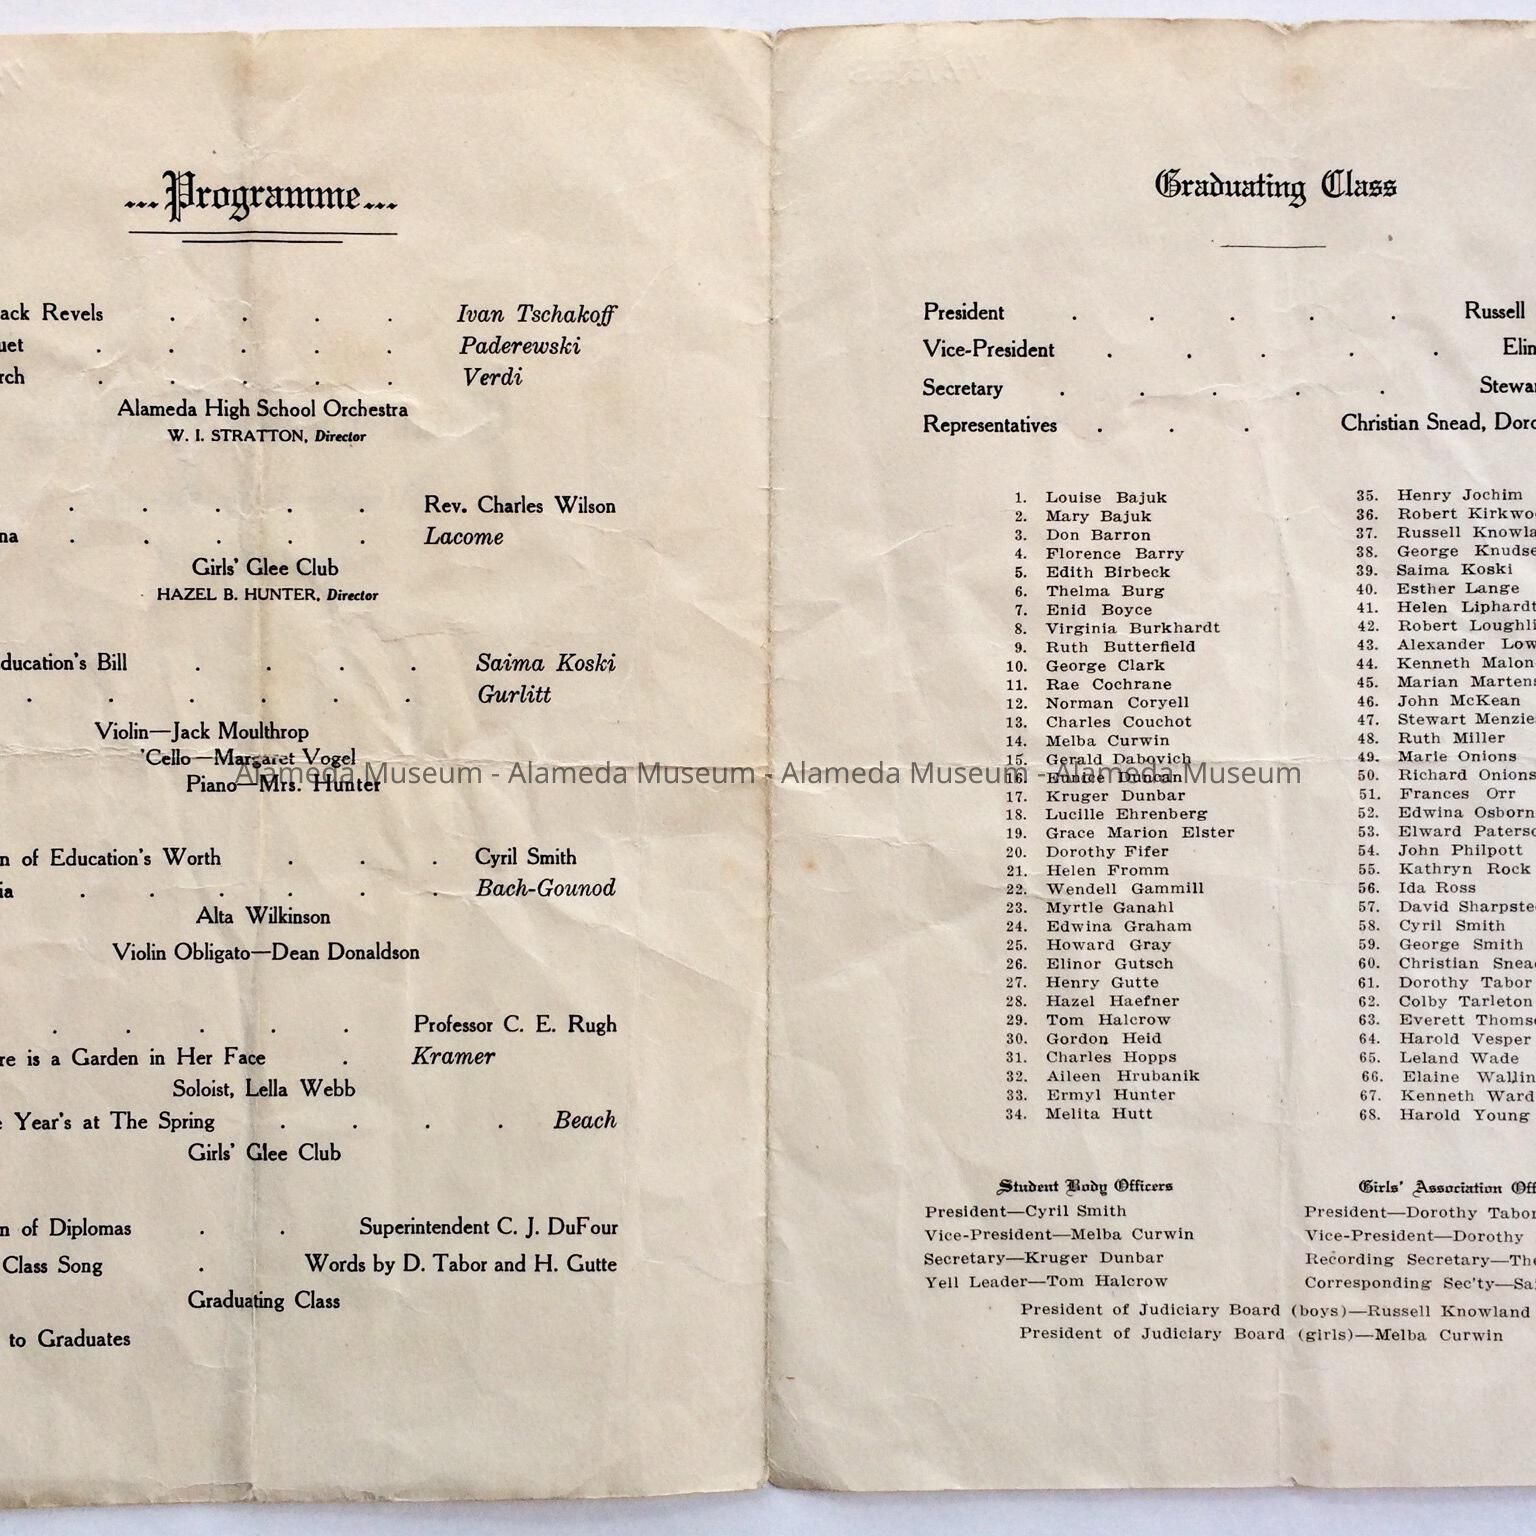 ...Programme...
ack Revels . . . . Ivan Tschakoff
uet . . . . . Paderewski
rch . . . . . Verdi
Alameda High School Orchestra
W. I. STRATTON, Director
. . . . . Rev. Charles Wilson
na . . . . . Lacome
Girls' Glee Club
HAZEL B. HUNTER, Director
ducation's Bill . . . . Saima Koski
. . . . . . Gurlitt
Violin—Jack Moulthrop
'Cello—Margaret Vogel
Piano—Mrs. Hunter
n of Education's Worth . . . Cyril Smith
ia . . . . . . Bach-Gounod
Alta Wilkinson
Violin Obligato—Dean Donaldson
. . . . . Professor C. E. Rugh
re is a Garden in Her Face . Kramer
Soloist, Lella Webb
e Year's at The Spring . . . . Beach
Girls' Glee Club
n of Diplomas . . Superintendent C. J. DuFour
Class Song . Words by D. Tabor and H. Gutte
Graduating Class
to Graduates
Graduating Class
President . . . . . Russell
Vice-President . . . . . Elin
Secretary . . . . . Stewar
Representatives . . . Christian Snead, Doro
1. Louise Bajuk
2. Mary Bajuk
3. Don Barron
4. Florence Barry
5. Edith Birbeck
6. Thelma Burg
7. Enid Boyce
8. Virginia Burkhardt
9. Ruth Butterfield
10. George Clark
11. Rae Cochrane
12. Norman Coryell
13. Charles Couchot
14. Melba Curwin
15. Gerald Dabovich
16. Eunice Duncan
17. Kruger Dunbar
18. Lucille Ehrenberg
19. Grace Marion Elster
20. Dorothy Fifer
21. Helen Fromm
22. Wendell Gammill
23. Myrtle Ganahl
24. Edwina Graham
25. Howard Gray
26. Elinor Gutsch
27. Henry Gutte
28. Hazel Haefner
29. Tom Halcrow
30. Gordon Heid
31. Charles Hopps
32. Aileen Hrubanik
33. Ermyl Hunter
34. Melita Hutt
35. Henry Jochim
36. Robert Kirkwo
37. Russell Knowla
38. George Knudse
39. Saima Koski
40. Esther Lange
41. Helen Liphardt
42. Robert Loughli
43. Alexander Low
44. Kenneth Malon
45. Marian Martens
46. John McKean
47. Stewart Menzie
48. Ruth Miller
49. Marie Onions
50. Richard Onions
51. Frances Orr
52. Edwina Osborn
53. Elward Paterso
54. John Philpott
55. Kathryn Rock
56. Ida Ross
57. David Sharpste
58. Cyril Smith
59. George Smith
60. Christian Snea
61. Dorothy Tabor
62. Colby Tarleton
63. Everett Thomse
64. Harold Vesper
65. Leland Wade
66. Elaine Wallin
67. Kenneth Ward
68. Harold Young
Student Body Officers
President—Cyril Smith
Vice-President—Melba Curwin
Secretary—Kruger Dunbar
Yell Leader—Tom Halcrow
Girls' Association Off
President—Dorothy Tabor
Vice-President—Dorothy
Recording Secretary—The
Corresponding Sec'ty—Sai
President of Judiciary Board (boys)—Russell Knowland
President of Judiciary Board (girls)—Melba Curwin
Alameda Museum - Alameda Museum - Alameda Museum - Alameda Museum